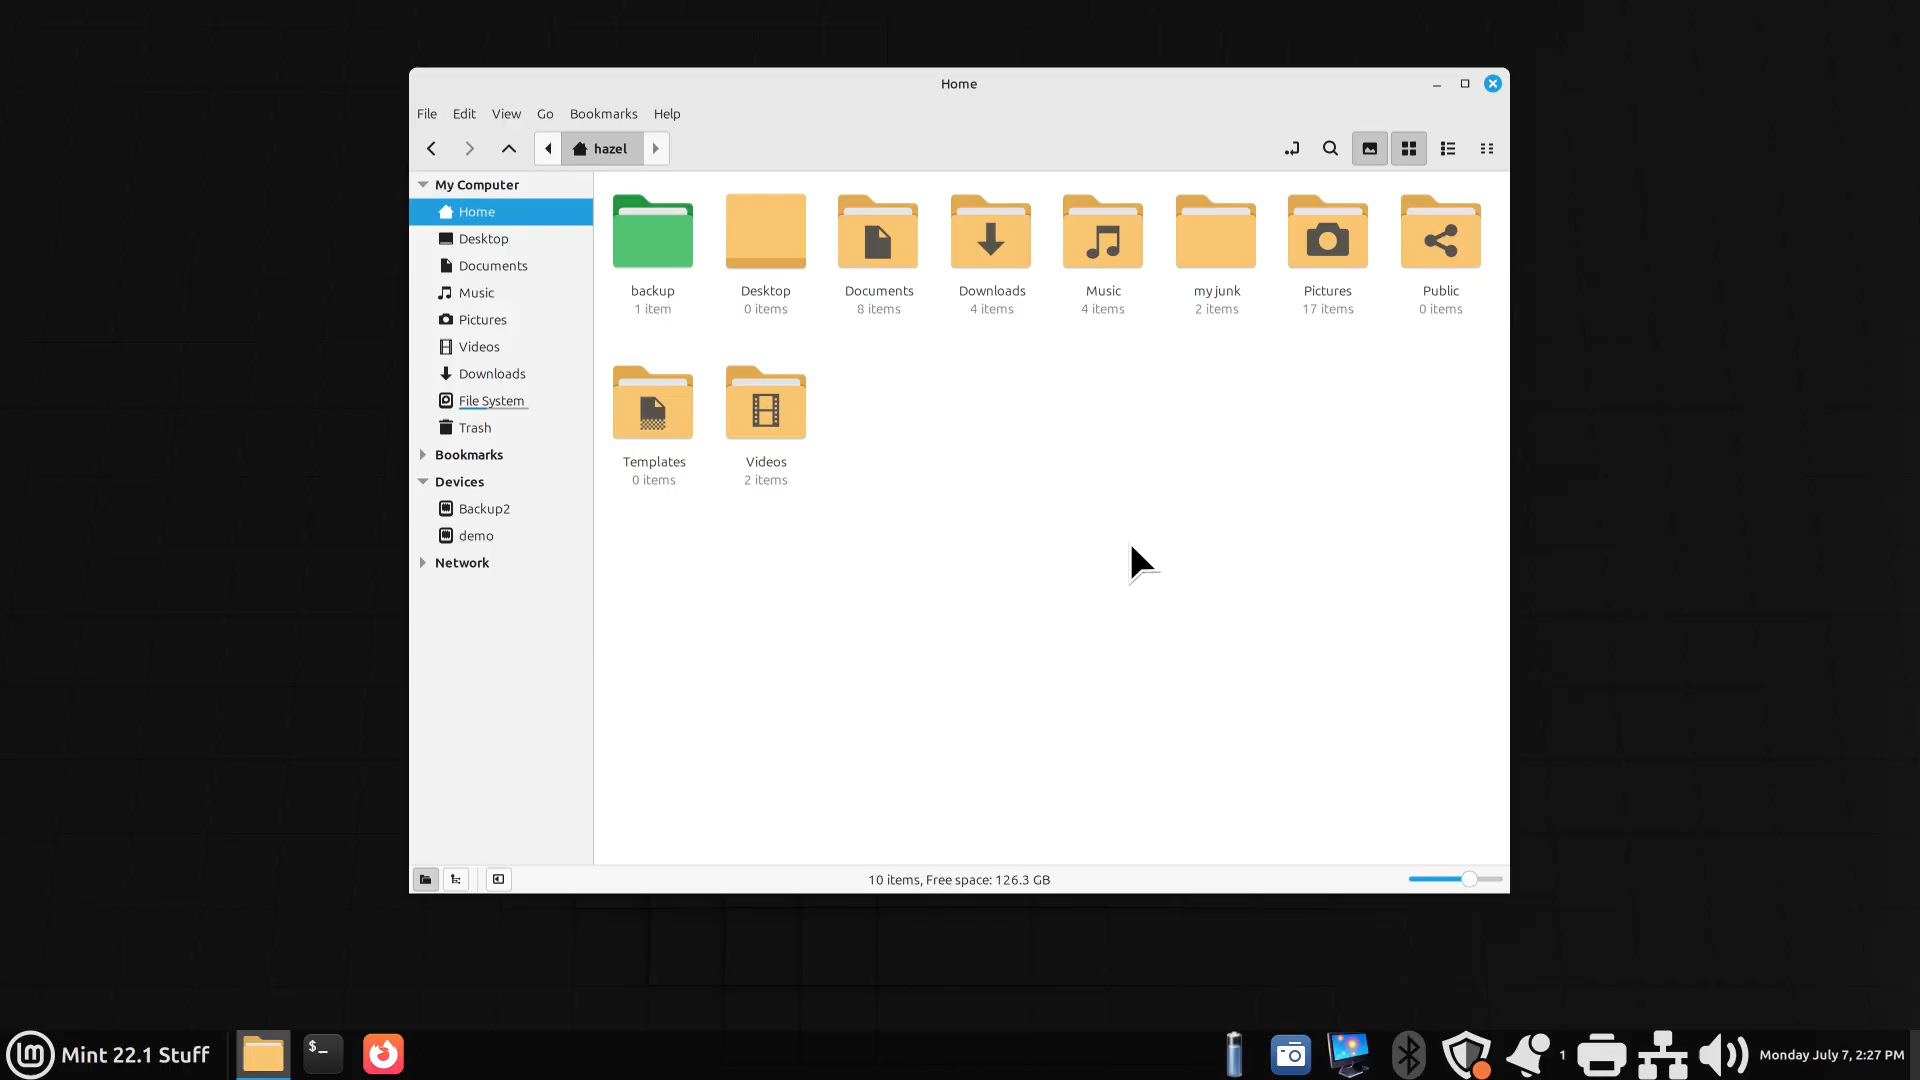 Home
File Edit View Go Bookmarks Help
hazel
My Computer
Home
Desktop
Documents
Music
Pictures
Videos
Downloads
File System
Trash
Bookmarks
Devices
Backup2
demo
Network
backup Desktop Documents Downloads Music my junk Pictures Public
1 item 0 items 8 items 4 items 4 items 2 items 17 items 0 items
Templates Videos
0 items 2 items
10 items, Free space: 126.3 GB
Mint 22.1 Stuff
$_
1
Monday July 7, 2:27 PM